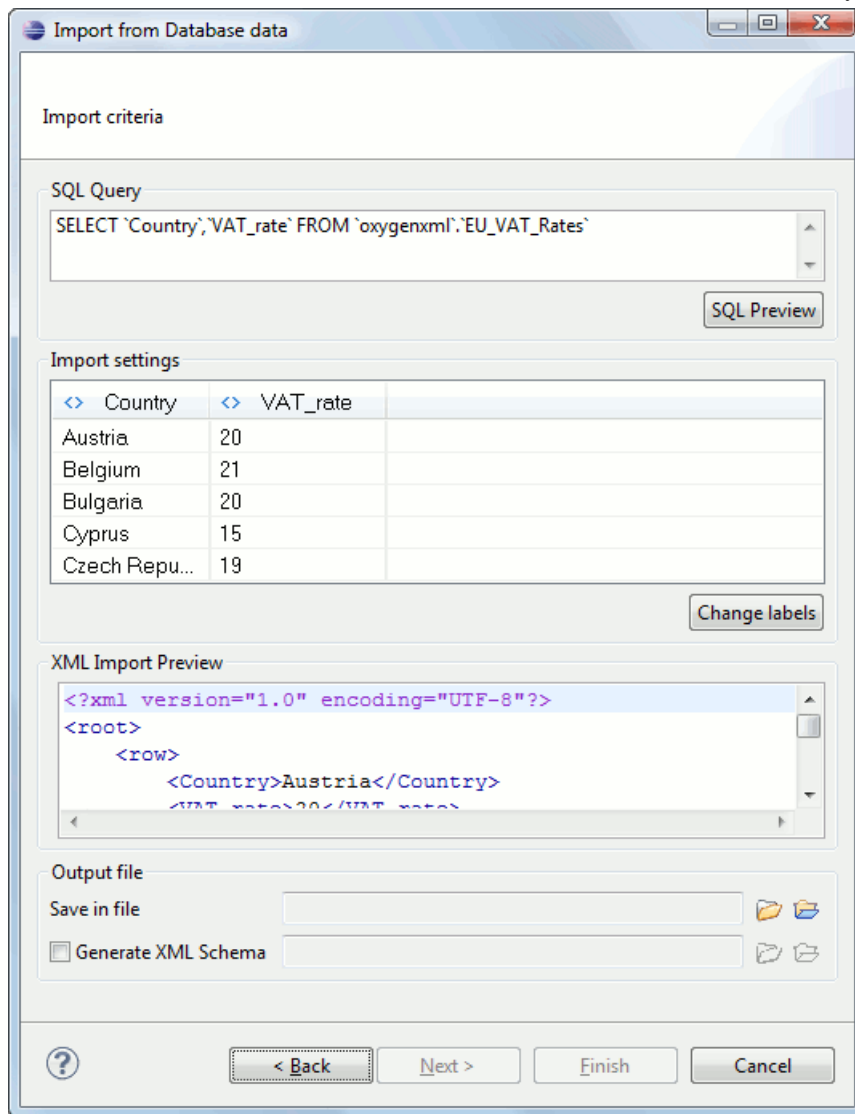 Import from Database data
Import criteria
SQL Query
SELECT `Country`,`VAT_rate` FROM `oxygenxml`.`EU_VAT_Rates`
SQL Preview
Import settings
<> Country <> VAT_rate
Austria 20
Belgium 21
Bulgaria 20
Cyprus 15
Czech Repu... 19
Change labels
XML Import Preview
<?xml version="1.0" encoding="UTF-8"?>
<root>
<row>
<Country>Austria</Country>
<VAT_rate>20</VAT_rate>
Output file
Save in file
Generate XML Schema
? < Back Next > Finish Cancel